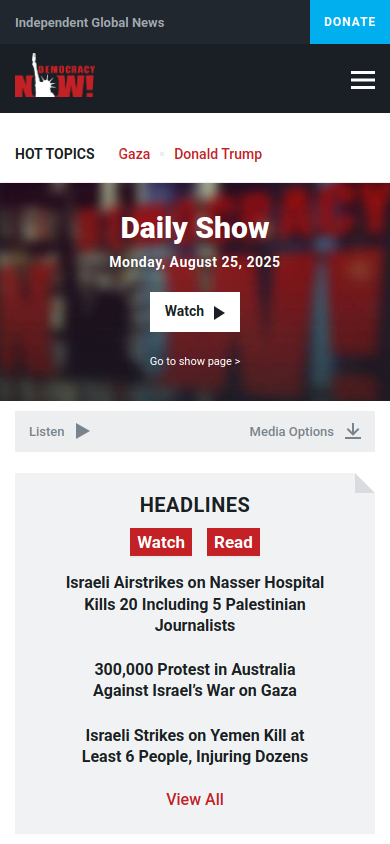 Independent Global News
DONATE
DEMOCRACY
NOW!
HOT TOPICS
Gaza
Donald Trump
Daily Show
Monday, August 25, 2025
Watch
Go to show page >
Listen
Media Options
HEADLINES
Watch
Read
Israeli Airstrikes on Nasser Hospital
Kills 20 Including 5 Palestinian
Journalists
300,000 Protest in Australia
Against Israel’s War on Gaza
Israeli Strikes on Yemen Kill at
Least 6 People, Injuring Dozens
View All